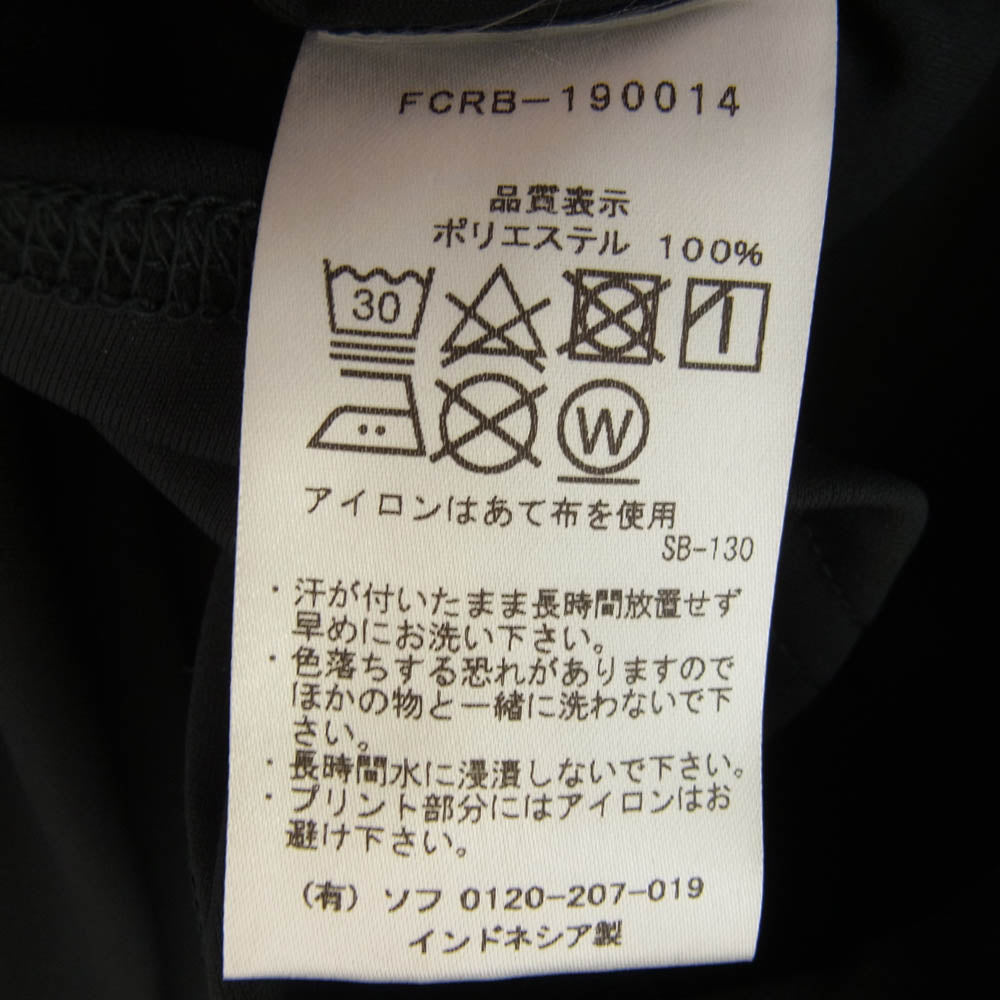 FCRB-190014
品質表示
ポリエステル 100%
30
W
アイロンはあて布を使用
SB-130
・汗が付いたまま長時間放置せず
早めにお洗い下さい。
・色落ちする恐れがありますので
ほかの物と一緒に洗わないで下
さい。
・長時間水に浸漬しないで下さい。
・プリント部分にはアイロンはお
避け下さい。
(有) ソフ 0120-207-019
インドネシア製